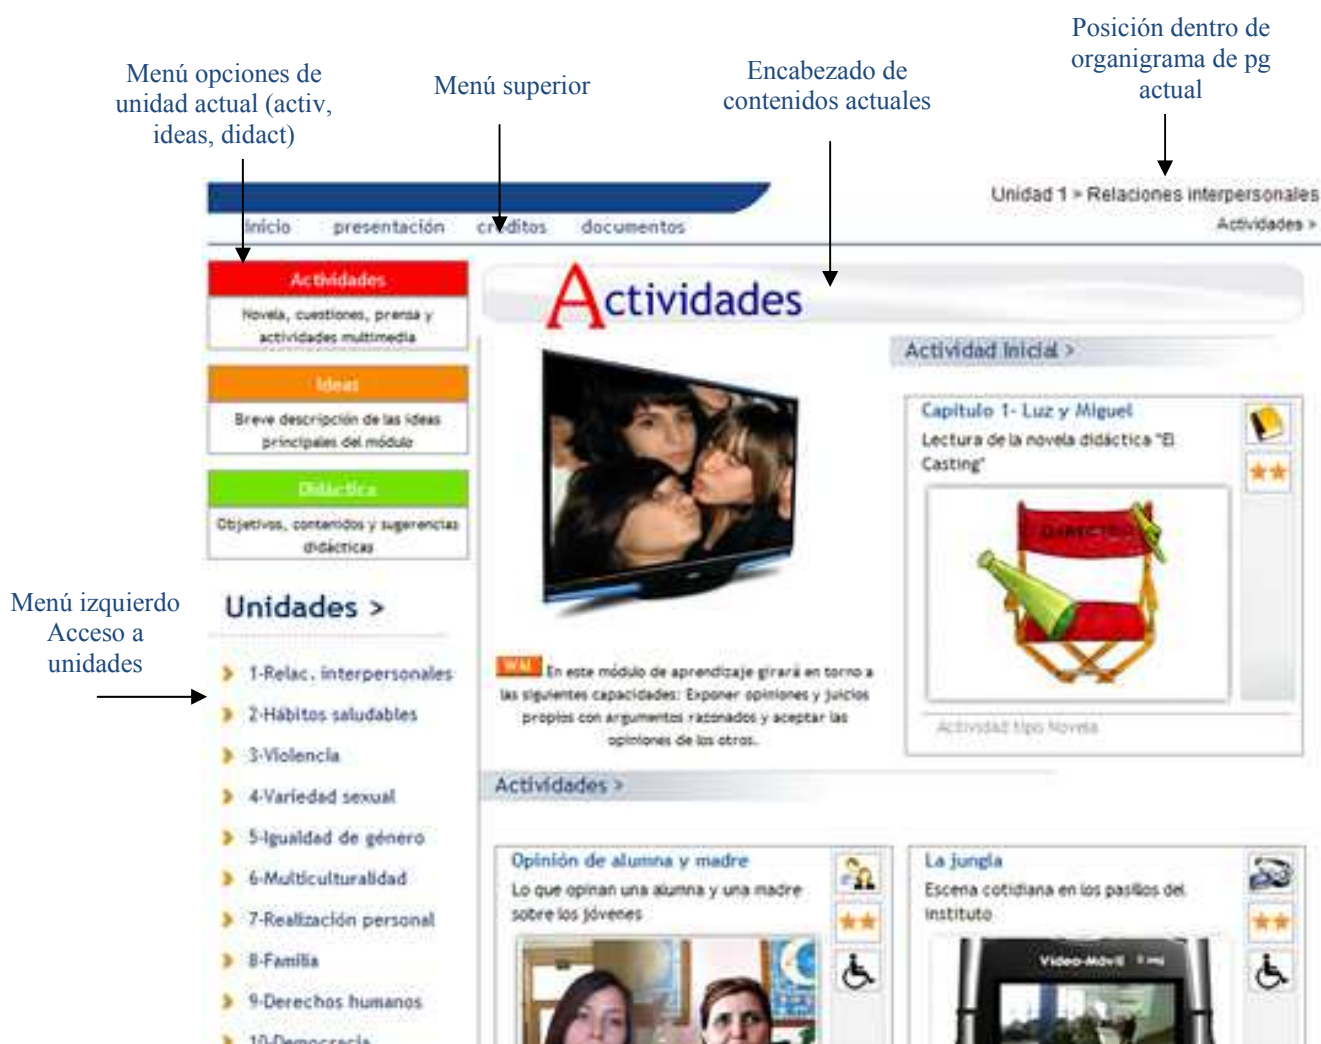 Posición dentro de
organigrama de pg
actual
Menú opciones de
unidad actual (activ,
ideas, didact)
Menú superior
Encabezado de
contenidos actuales
Unidad 1 > Relaciones interpersonales
Actividades >
inicio presentación créditos documentos
Actividades
Novela, cuestiones, prensa y
actividades multimedia
Ideas
Breve descripción de las ideas
principales del módulo
Didáctica
Objetivos, contenidos y sugerencias
didácticas
Menú izquierdo
Acceso a
unidades
Unidades >
1-Relac. interpersonales
2-Hábitos saludables
3-Violencia
4-Variedad sexual
5-Igualdad de género
6-Multiculturalidad
7-Realización personal
8-Familia
9-Derechos humanos
10-Democracia
Actividades
En este módulo de aprendizaje girará en torno a
las siguientes capacidades: Exponer opiniones y juicios
propios con argumentos razonados y aceptar las
opiniones de los otros.
Actividad Inicial >
Capítulo 1- Luz y Miguel
Lectura de la novela didáctica "El
Casting"
Actividad tipo Novela
Actividades >
Opinión de alumna y madre
Lo que opinan una alumna y una madre
sobre los jóvenes
La jungla
Escena cotidiana en los pasillos del
instituto
Video-Móvil